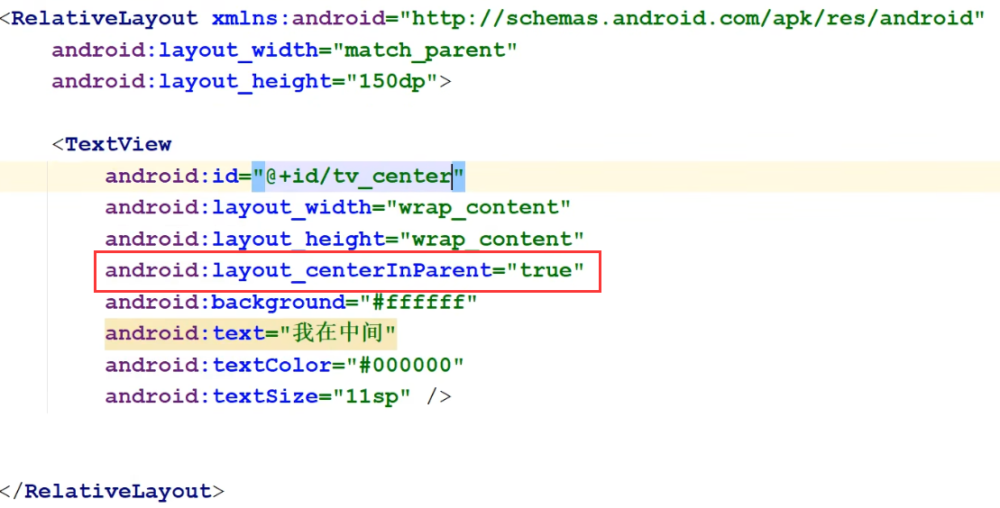 <RelativeLayout xmlns:android="http://schemas.android.com/apk/res/android"
    android:layout_width="match_parent"
    android:layout_height="150dp">
    <TextView
        android:id="@+id/tv_center"
        android:layout_width="wrap_content"
        android:layout_height="wrap_content"
        android:layout_centerInParent="true"
        android:background="#ffffff"
        android:text="我在中间"
        android:textColor="#000000"
        android:textSize="11sp" />
</RelativeLayout>